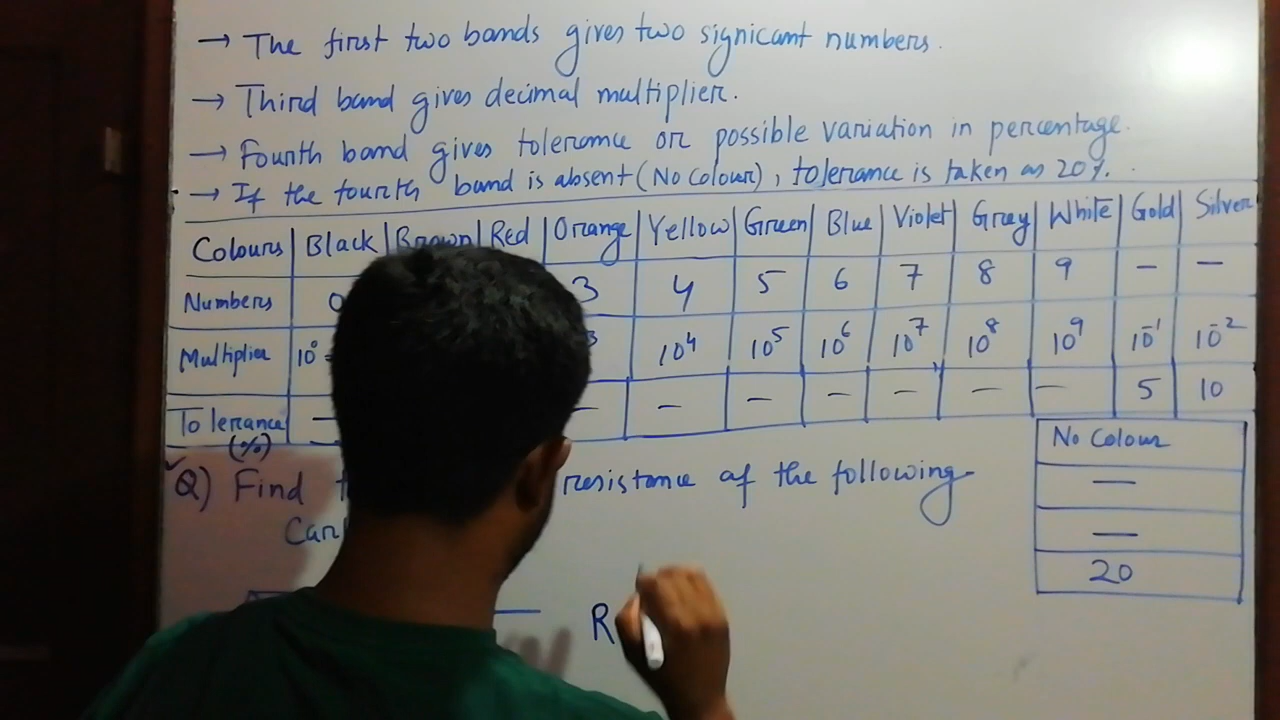 → The first two bands gives two signicant numbers.
→ Third band gives decimal multiplier.
→ Fourth band gives tolerance or possible variation in percentage.
→ If the fourth band is absent (No Colour), tolerance is taken as 20%.
Colours Black Brown Red Orange Yellow Green Blue Violet Gray White Gold Silver
Numbers 0 3 4 5 6 7 8 9 — —
Multiplier 10⁰ 10⁴ 10⁵ 10⁶ 10⁷ 10⁸ 10⁹ 10⁻¹ 10⁻²
Tolerance — — — — — — — — 5 10
(%)
No Colour
—
—
20
Q) Find resistance of the following
R